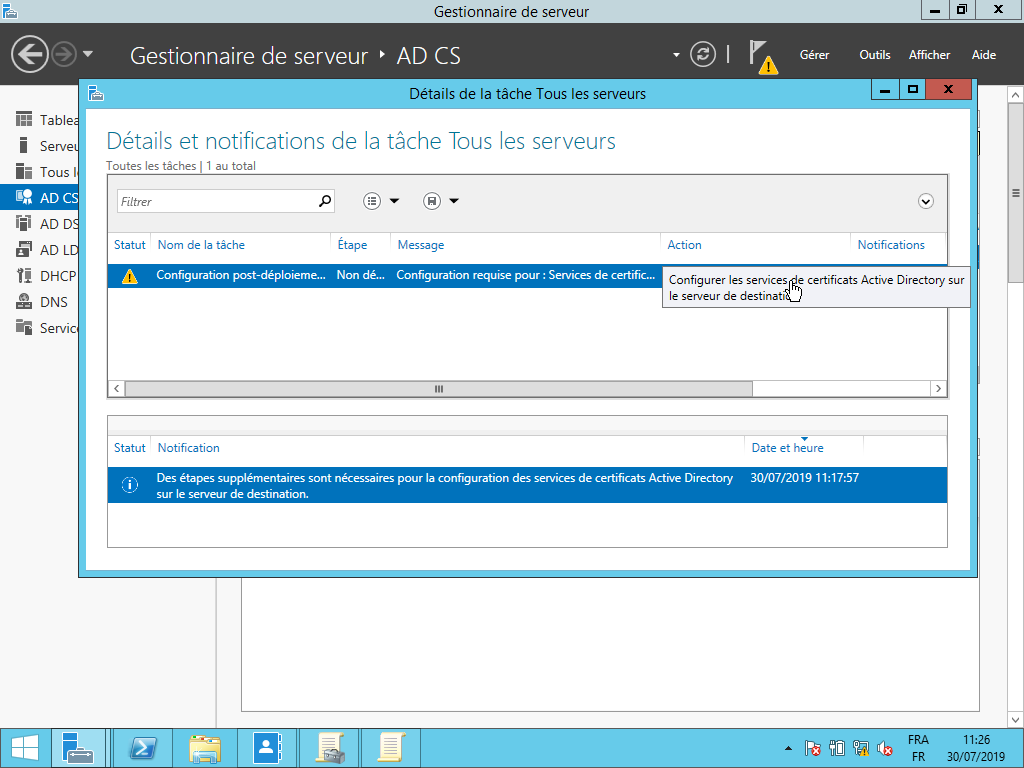 Gestionnaire de serveur
Gestionnaire de serveur • AD CS
Gérer Outils Afficher Aide
Détails de la tâche Tous les serveurs
Détails et notifications de la tâche Tous les serveurs
Toutes les tâches | 1 au total
Filtrer
Statut Nom de la tâche Étape Message Action Notifications
Configuration post-déploieme... Non dé... Configuration requise pour : Services de certific...
Configurer les services de certificats Active Directory sur
le serveur de
Statut Notification Date et heure
Des étapes supplémentaires sont nécessaires pour la configuration des services de certificats Active Directory
sur le serveur de destination.
30/07/2019 11:17:57
Tablea
Serveu
Tous l
AD CS
AD DS
AD LD
DHCP
DNS
Service
FRA
FR
11:26
30/07/2019